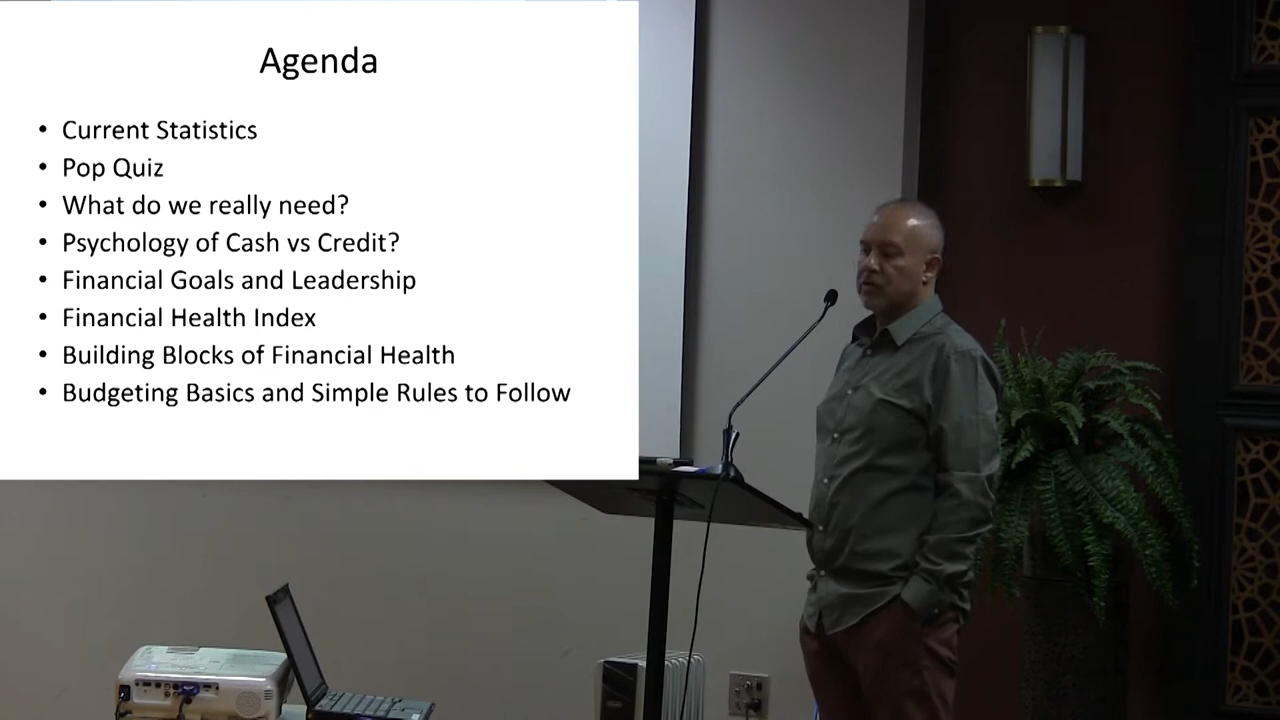 Agenda
• Current Statistics
• Pop Quiz
• What do we really need?
• Psychology of Cash vs Credit?
• Financial Goals and Leadership
• Financial Health Index
• Building Blocks of Financial Health
• Budgeting Basics and Simple Rules to Follow